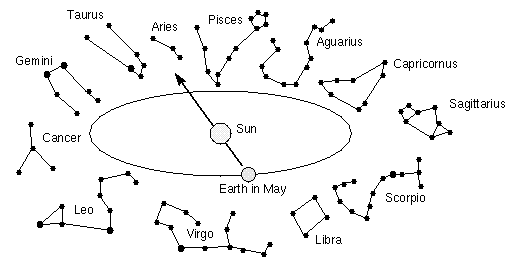 Taurus
Aries
Pisces
Aguarius
Gemini
Capricornus
Sagittarius
Cancer
Sun
Earth in May
Scorpio
Leo
Virgo
Libra